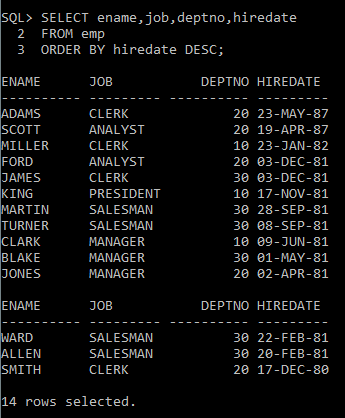 SQL> SELECT ename,job,deptno,hiredate
  2  FROM emp
  3  ORDER BY hiredate DESC;
ENAME      JOB           DEPTNO HIREDATE
---------- --------- ---------- ---------
ADAMS      CLERK             20 23-MAY-87
SCOTT      ANALYST           20 19-APR-87
MILLER     CLERK             10 23-JAN-82
FORD       ANALYST           20 03-DEC-81
JAMES      CLERK             30 03-DEC-81
KING       PRESIDENT         10 17-NOV-81
MARTIN     SALESMAN          30 28-SEP-81
TURNER     SALESMAN          30 08-SEP-81
CLARK      MANAGER           10 09-JUN-81
BLAKE      MANAGER           30 01-MAY-81
JONES      MANAGER           20 02-APR-81
ENAME      JOB           DEPTNO HIREDATE
---------- --------- ---------- ---------
WARD       SALESMAN          30 22-FEB-81
ALLEN      SALESMAN          30 20-FEB-81
SMITH      CLERK             20 17-DEC-80
14 rows selected.